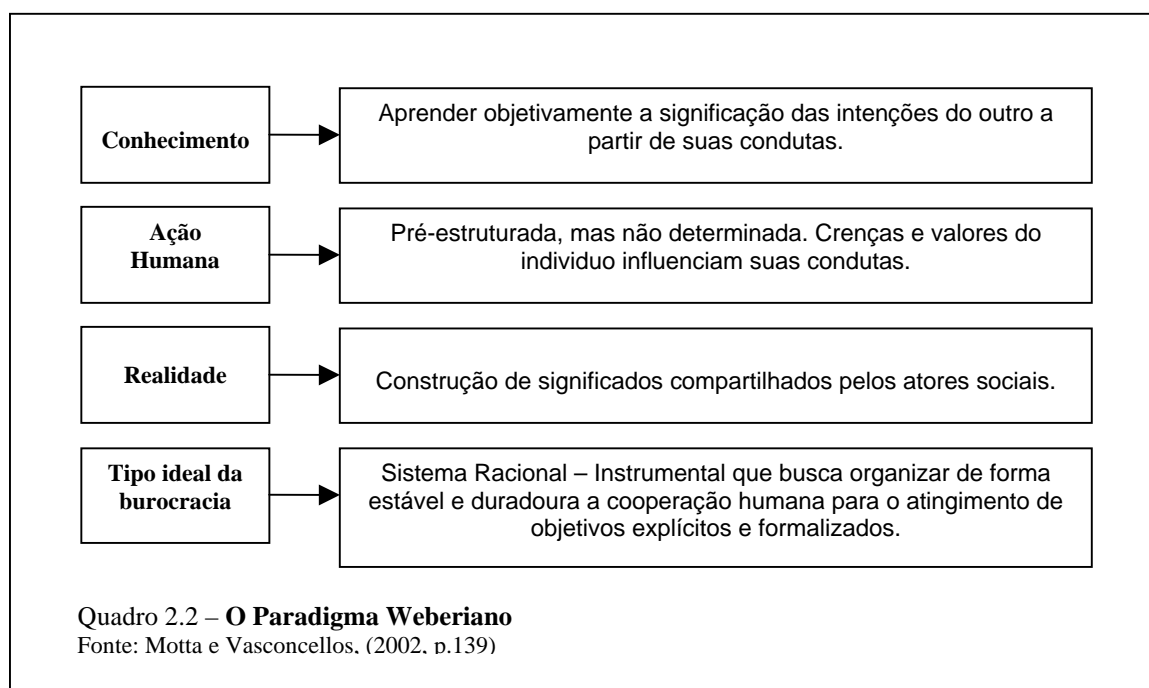 Conhecimento
Aprender objetivamente a significação das intenções do outro a
partir de suas condutas.
Ação
Humana
Pré-estruturada, mas não determinada. Crenças e valores do
individuo influenciam suas condutas.
Realidade
Construção de significados compartilhados pelos atores sociais.
Tipo ideal da
burocracia
Sistema Racional – Instrumental que busca organizar de forma
estável e duradoura a cooperação humana para o atingimento de
objetivos explícitos e formalizados.
Quadro 2.2 – O Paradigma Weberiano
Fonte: Motta e Vasconcellos, (2002, p.139)